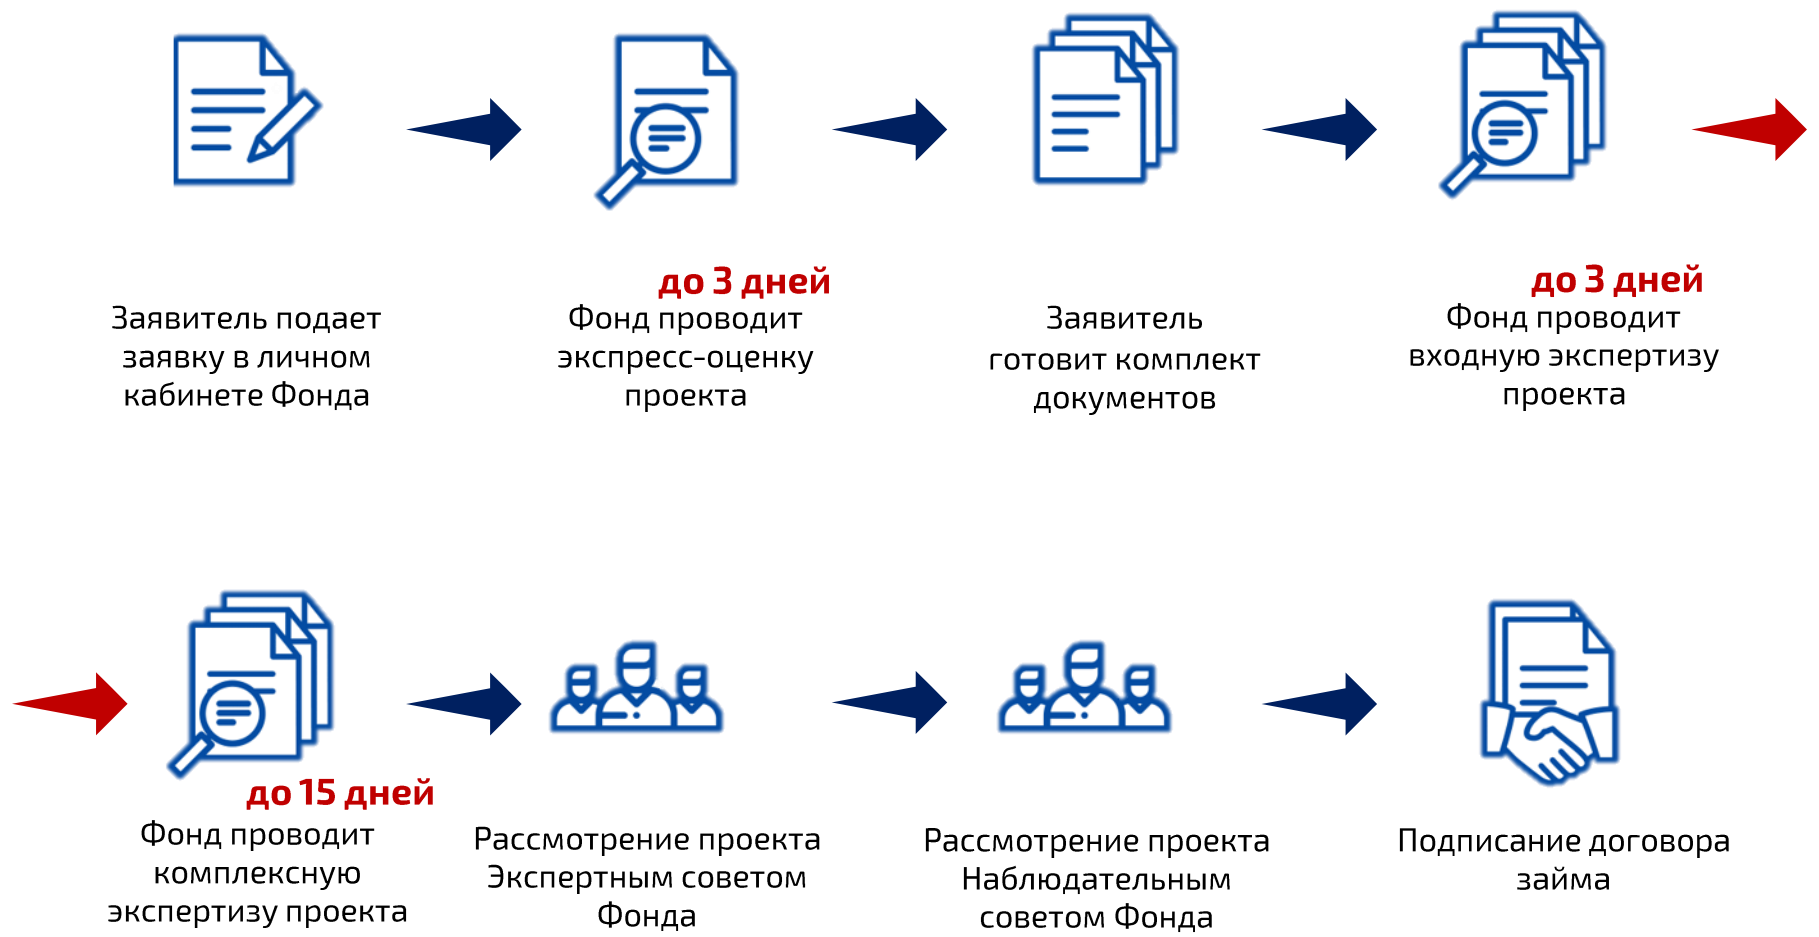 Заявитель подает
заявку в личном
кабинете Фонда
до 3 дней
Фонд проводит
экспресс-оценку
проекта
Заявитель
готовит комплект
документов
до 3 дней
Фонд проводит
входную экспертизу
проекта
до 15 дней
Фонд проводит
комплексную
экспертизу проекта
Рассмотрение проекта
Экспертным советом
Фонда
Рассмотрение проекта
Наблюдательным
советом Фонда
Подписание договора
займа